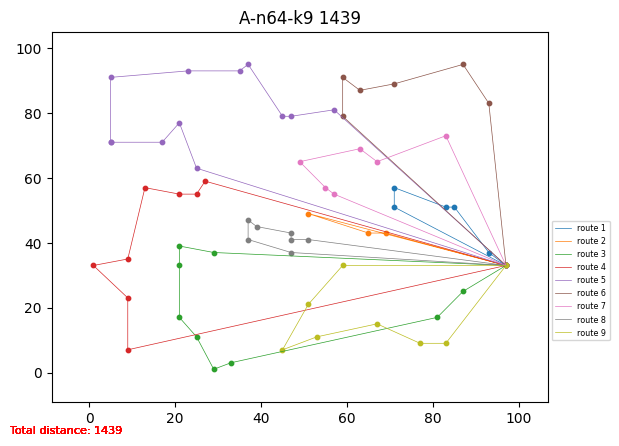 A-n64-k9 1439
100
80
60
40
20
0
0 20 40 60 80 100
route 1
route 2
route 3
route 4
route 5
route 6
route 7
route 8
route 9
Total distance: 1439